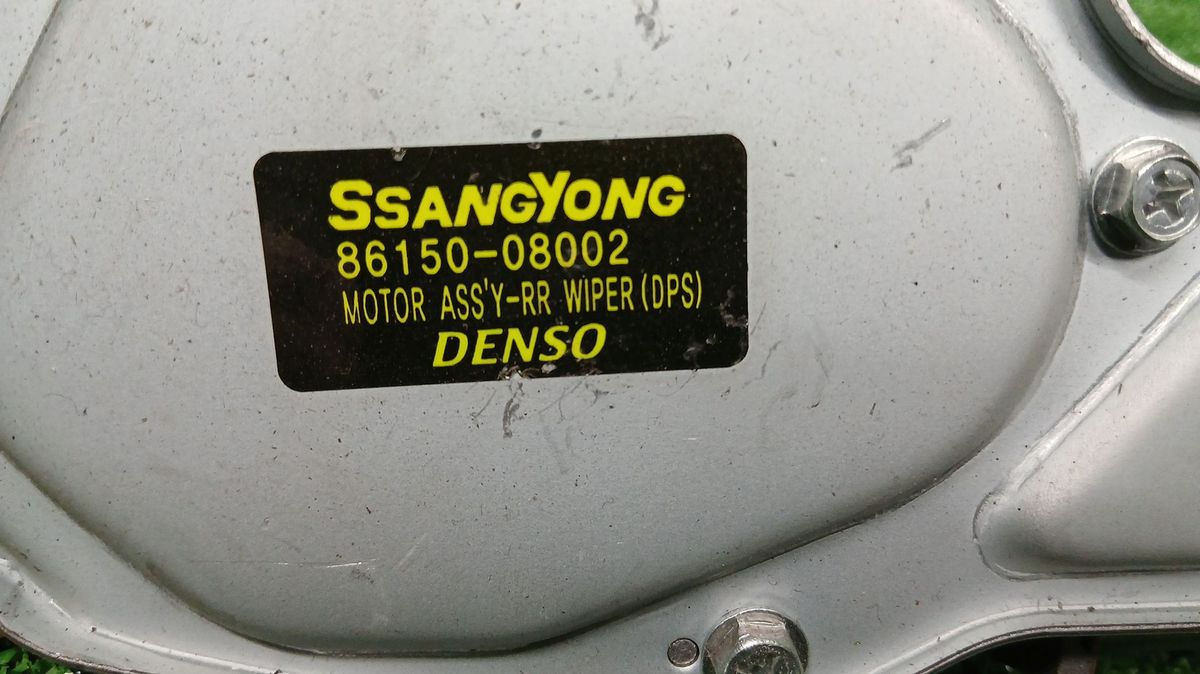 SSANGYONG
86150-08002
MOTOR ASS'Y-RR WIPER(DPS)
DENSO